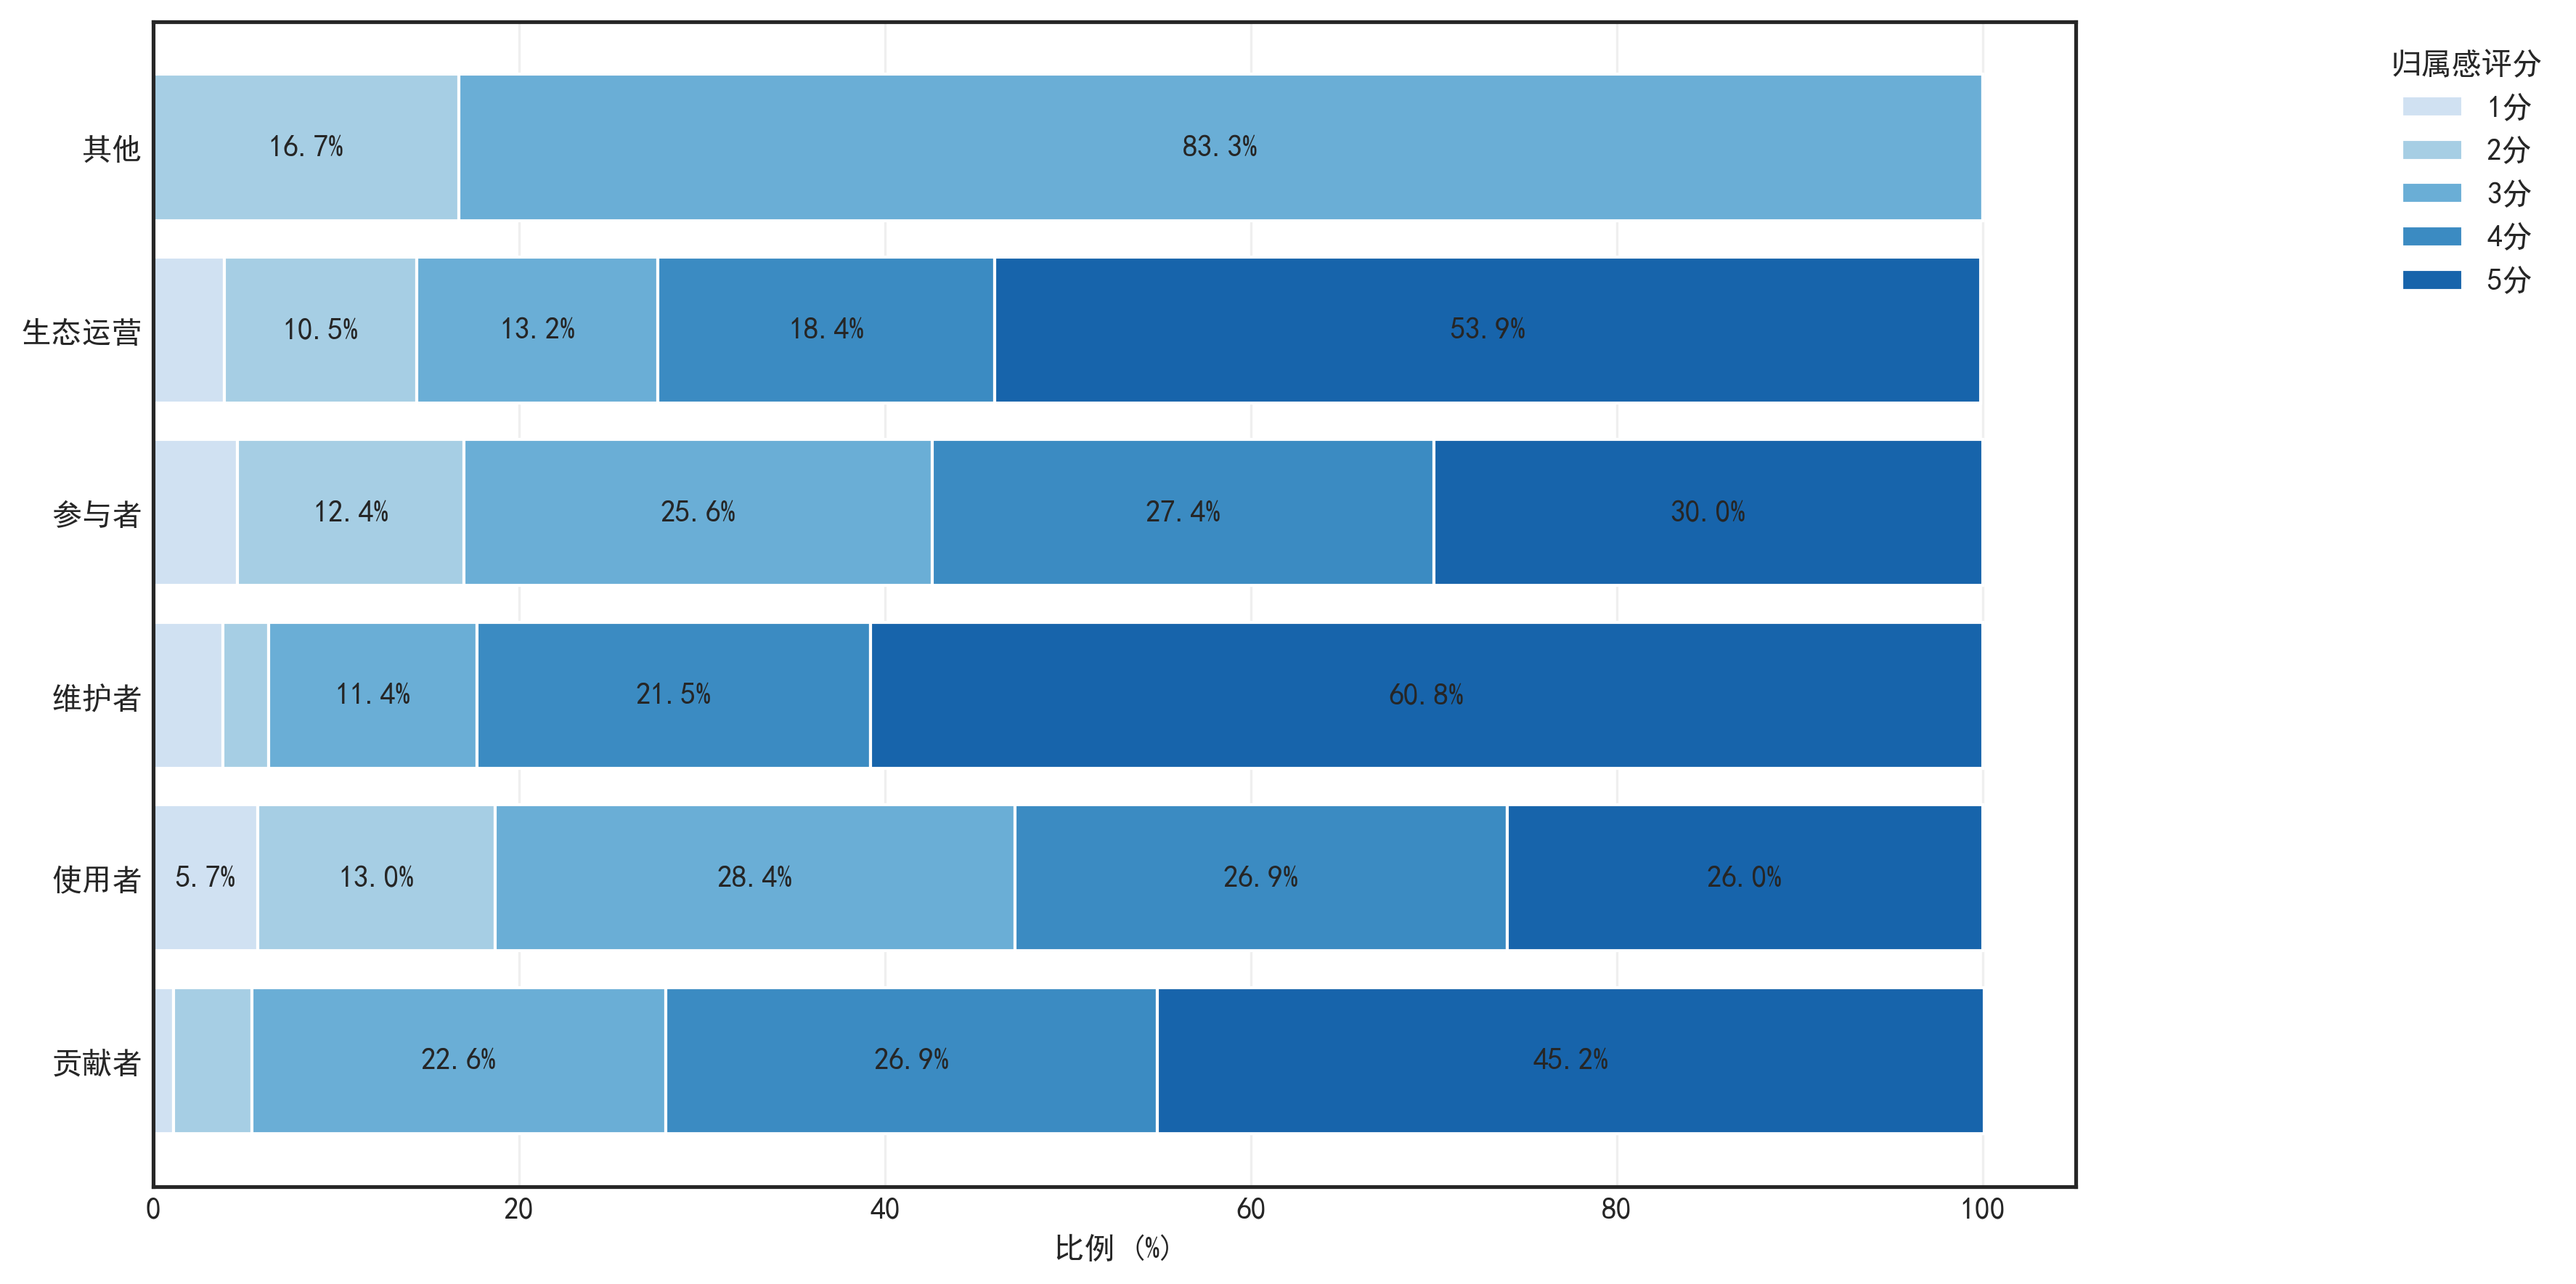 归属感评分
1分
2分
3分
4分
5分
其他 16.7% 83.3%
生态运营 10.5% 13.2% 18.4% 53.9%
参与者 12.4% 25.6% 27.4% 30.0%
维护者 11.4% 21.5% 60.8%
使用者 5.7% 13.0% 28.4% 26.9% 26.0%
贡献者 22.6% 26.9% 45.2%
0 20 40 60 80 100
比例 (%)